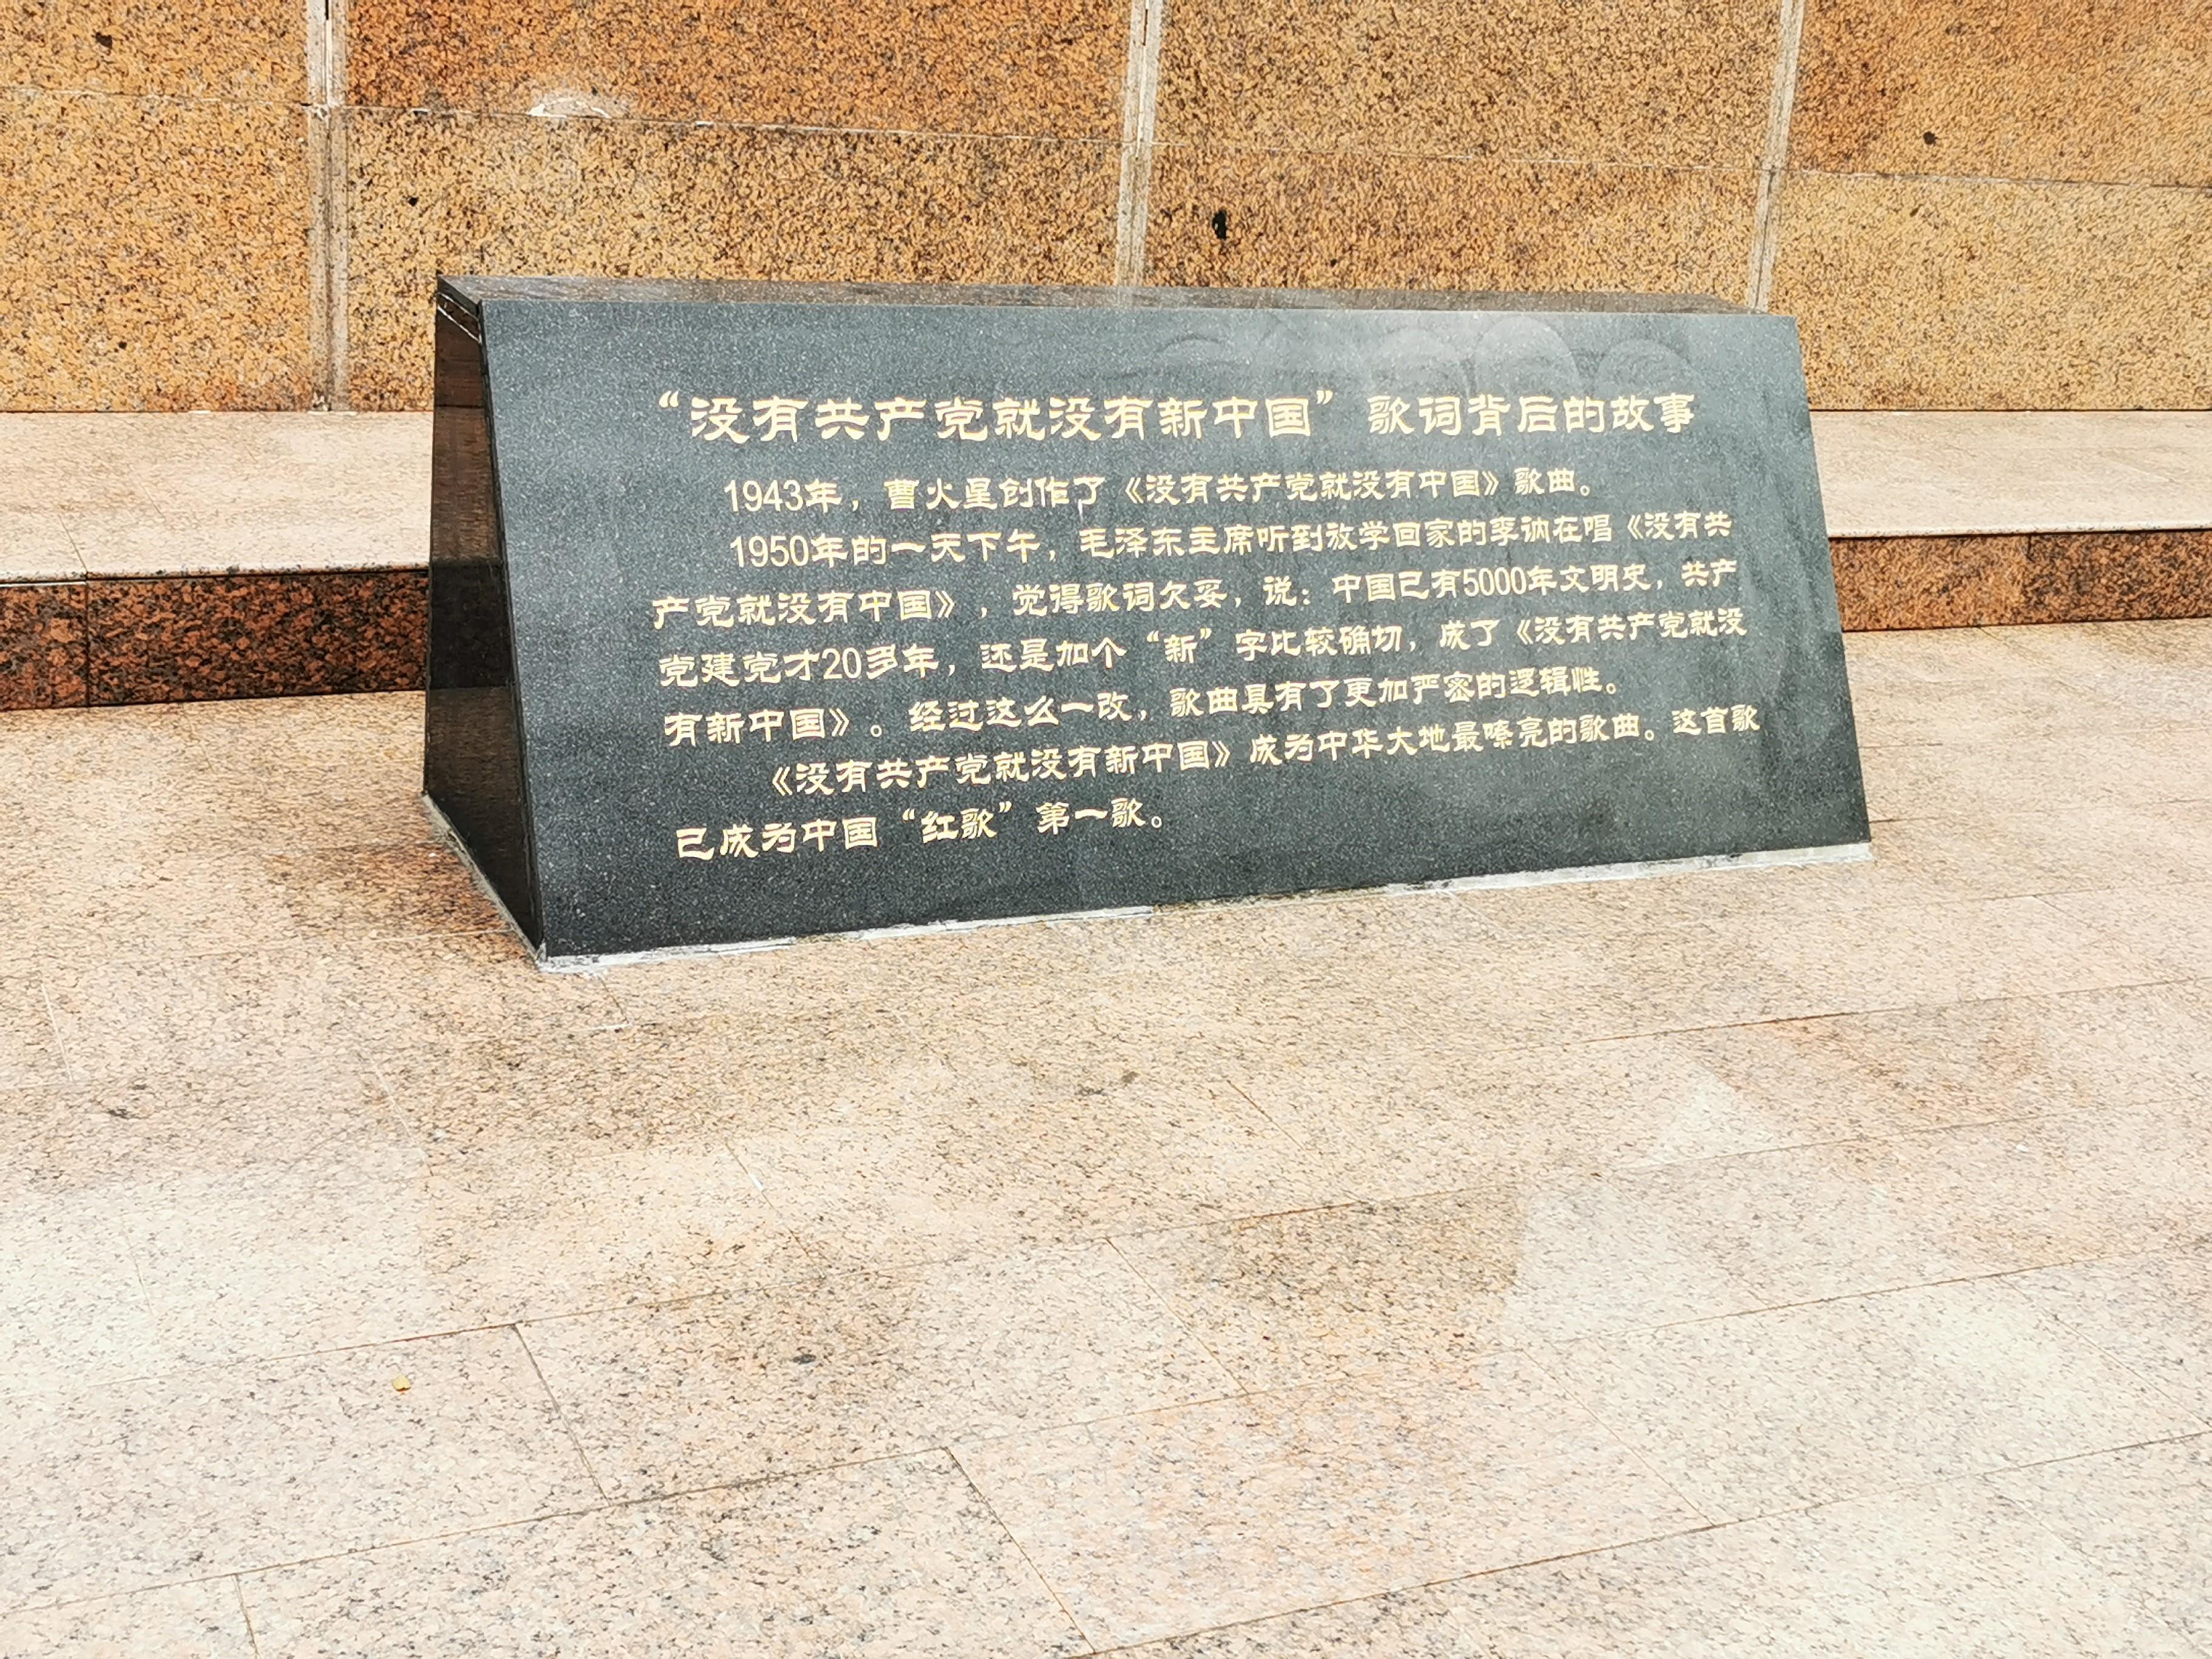 “没有共产党就没有新中国”歌词背后的故事
1943年，曹火星创作了《没有共产党就没有中国》歌曲。
1950年的一天下午，毛泽东主席听到放学回家的李讷在唱《没有共
产党就没有中国》，觉得歌词欠妥，说：中国已有5000年文明史，共产
党建党才20多年，还是加个“新”字比较确切，成了《没有共产党就没
有新中国》。经过这么一改，歌曲具有了更加严密的逻辑性。
《没有共产党就没有新中国》成为中华大地最嘹亮的歌曲。这首歌
已成为中国“红歌”第一歌。